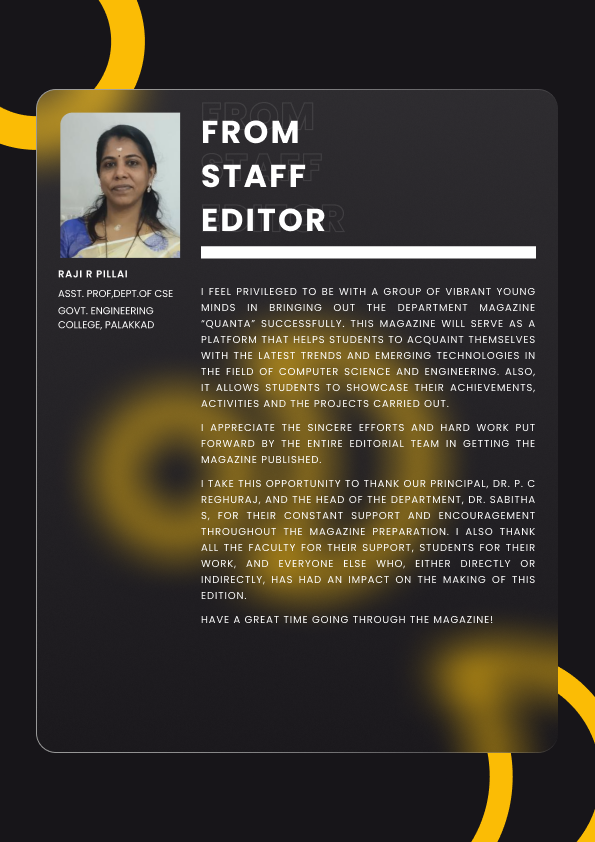 FROM
STAFF
EDITOR
RAJI R PILLAI
ASST. PROF,DEPT.OF CSE
GOVT. ENGINEERING
COLLEGE, PALAKKAD
I FEEL PRIVILEGED TO BE WITH A GROUP OF VIBRANT YOUNG
MINDS IN BRINGING OUT THE DEPARTMENT MAGAZINE
“QUANTA” SUCCESSFULLY. THIS MAGAZINE WILL SERVE AS A
PLATFORM THAT HELPS STUDENTS TO ACQUAINT THEMSELVES
WITH THE LATEST TRENDS AND EMERGING TECHNOLOGIES IN
THE FIELD OF COMPUTER SCIENCE AND ENGINEERING. ALSO,
IT ALLOWS STUDENTS TO SHOWCASE THEIR ACHIEVEMENTS,
ACTIVITIES AND THE PROJECTS CARRIED OUT.
I APPRECIATE THE SINCERE EFFORTS AND HARD WORK PUT
FORWARD BY THE ENTIRE EDITORIAL TEAM IN GETTING THE
MAGAZINE PUBLISHED.
I TAKE THIS OPPORTUNITY TO THANK OUR PRINCIPAL, DR. P. C
REGHURAJ, AND THE HEAD OF THE DEPARTMENT, DR. SABITHA
S, FOR THEIR CONSTANT SUPPORT AND ENCOURAGEMENT
THROUGHOUT THE MAGAZINE PREPARATION. I ALSO THANK
ALL THE FACULTY FOR THEIR SUPPORT, STUDENTS FOR THEIR
WORK, AND EVERYONE ELSE WHO, EITHER DIRECTLY OR
INDIRECTLY, HAS HAD AN IMPACT ON THE MAKING OF THIS
EDITION.
HAVE A GREAT TIME GOING THROUGH THE MAGAZINE!